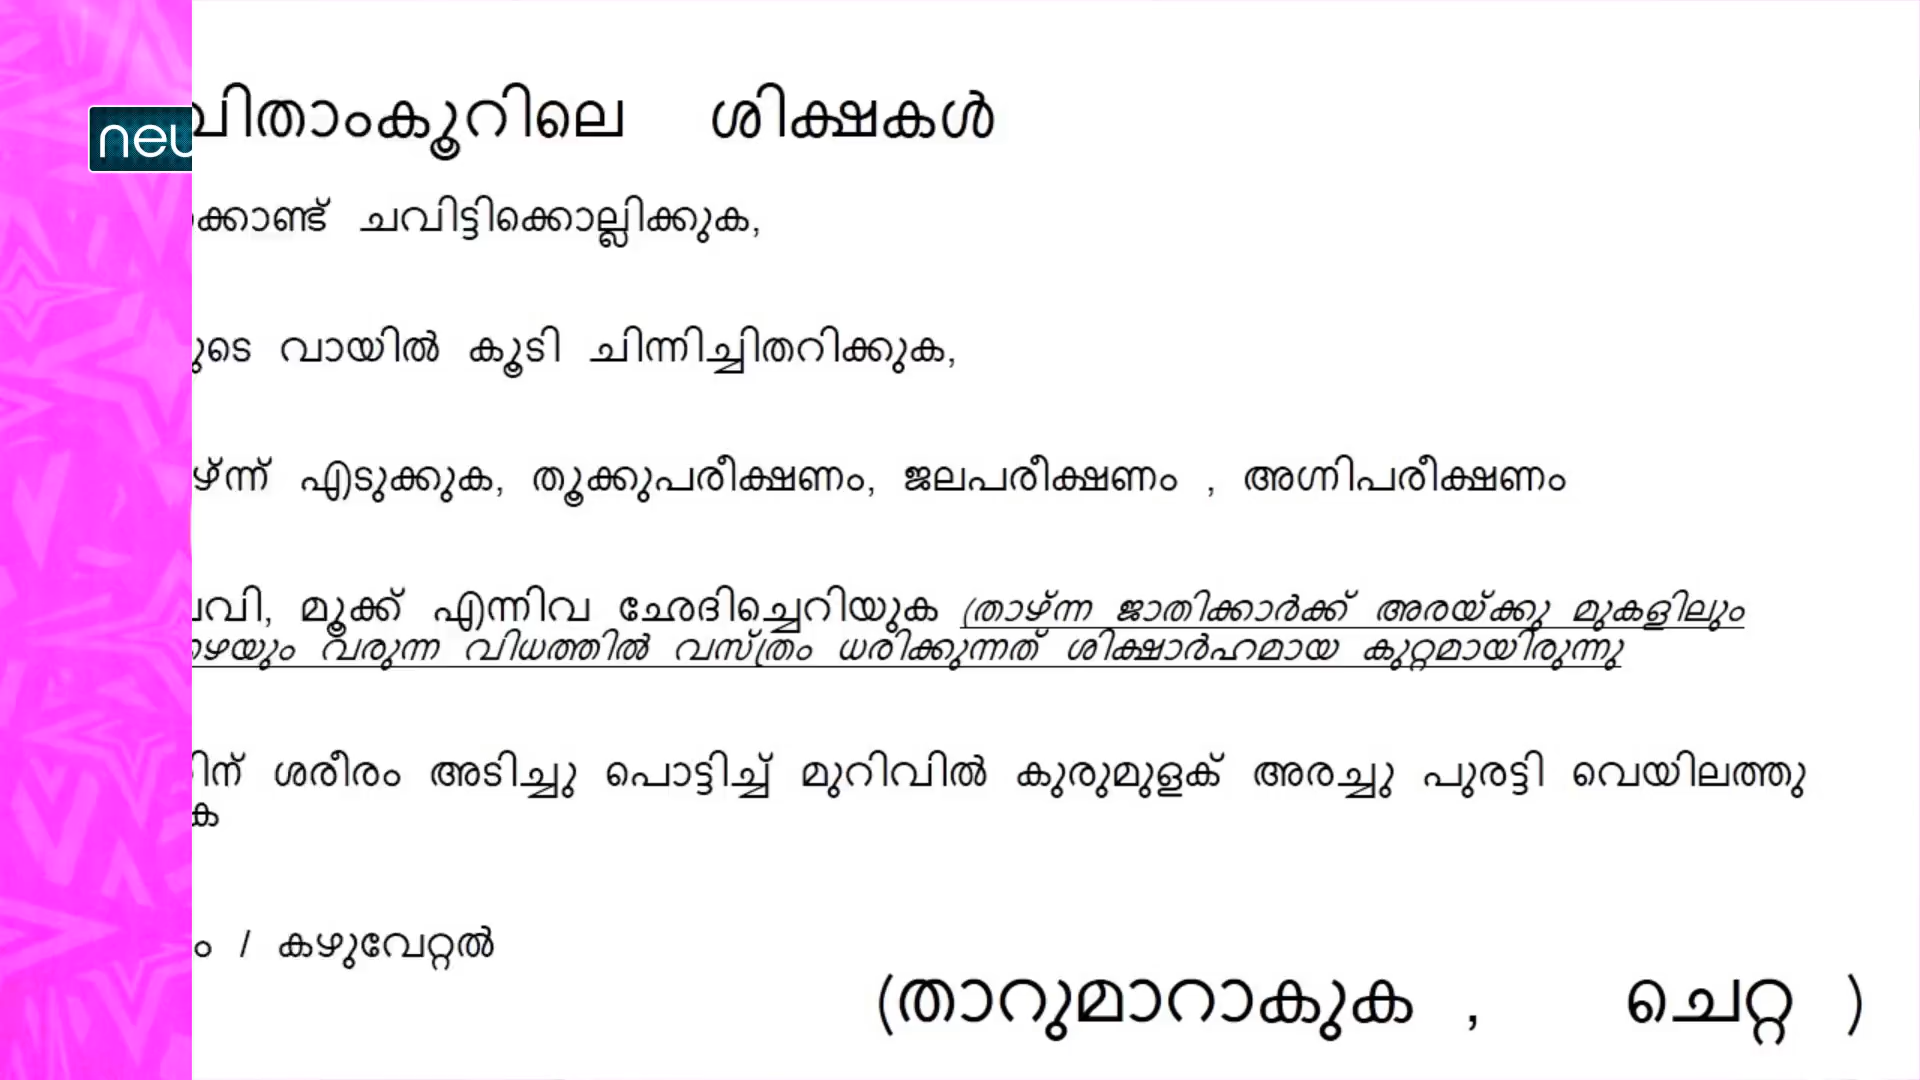 neu
വിതാംകൂറിലെ ശിക്ഷകൾ
ക്കൊണ്ട് ചവിട്ടിക്കൊല്ലിക്കുക,
ുടെ വായിൽ കൂടി ചിന്നിച്ചിതറിക്കുക,
ഴ്ന്ന് എടുക്കുക, തൂക്കുപരീക്ഷണം, ജലപരീക്ഷണം , അഗ്നിപരീക്ഷണം
വി, മൂക്ക് എന്നിവ ഛേദിച്ചെറിയുക (താഴ്ന്ന ജാതിക്കാർക്ക് അരയ്ക്കു മുകളിലും
ഴെയും വരുന്ന വിധത്തിൽ വസ്ത്രം ധരിക്കുന്നത് ശിക്ഷാർഹമായ കുറ്റമായിരുന്നു
ിന് ശരീരം അടിച്ചു പൊട്ടിച്ച് മുറിവിൽ കുരുമുളക് അരച്ചു പുരട്ടി വെയിലത്തു
ക
ം / കഴുവേറ്റൽ
(താറുമാറാകുക , ചെറ്റ )